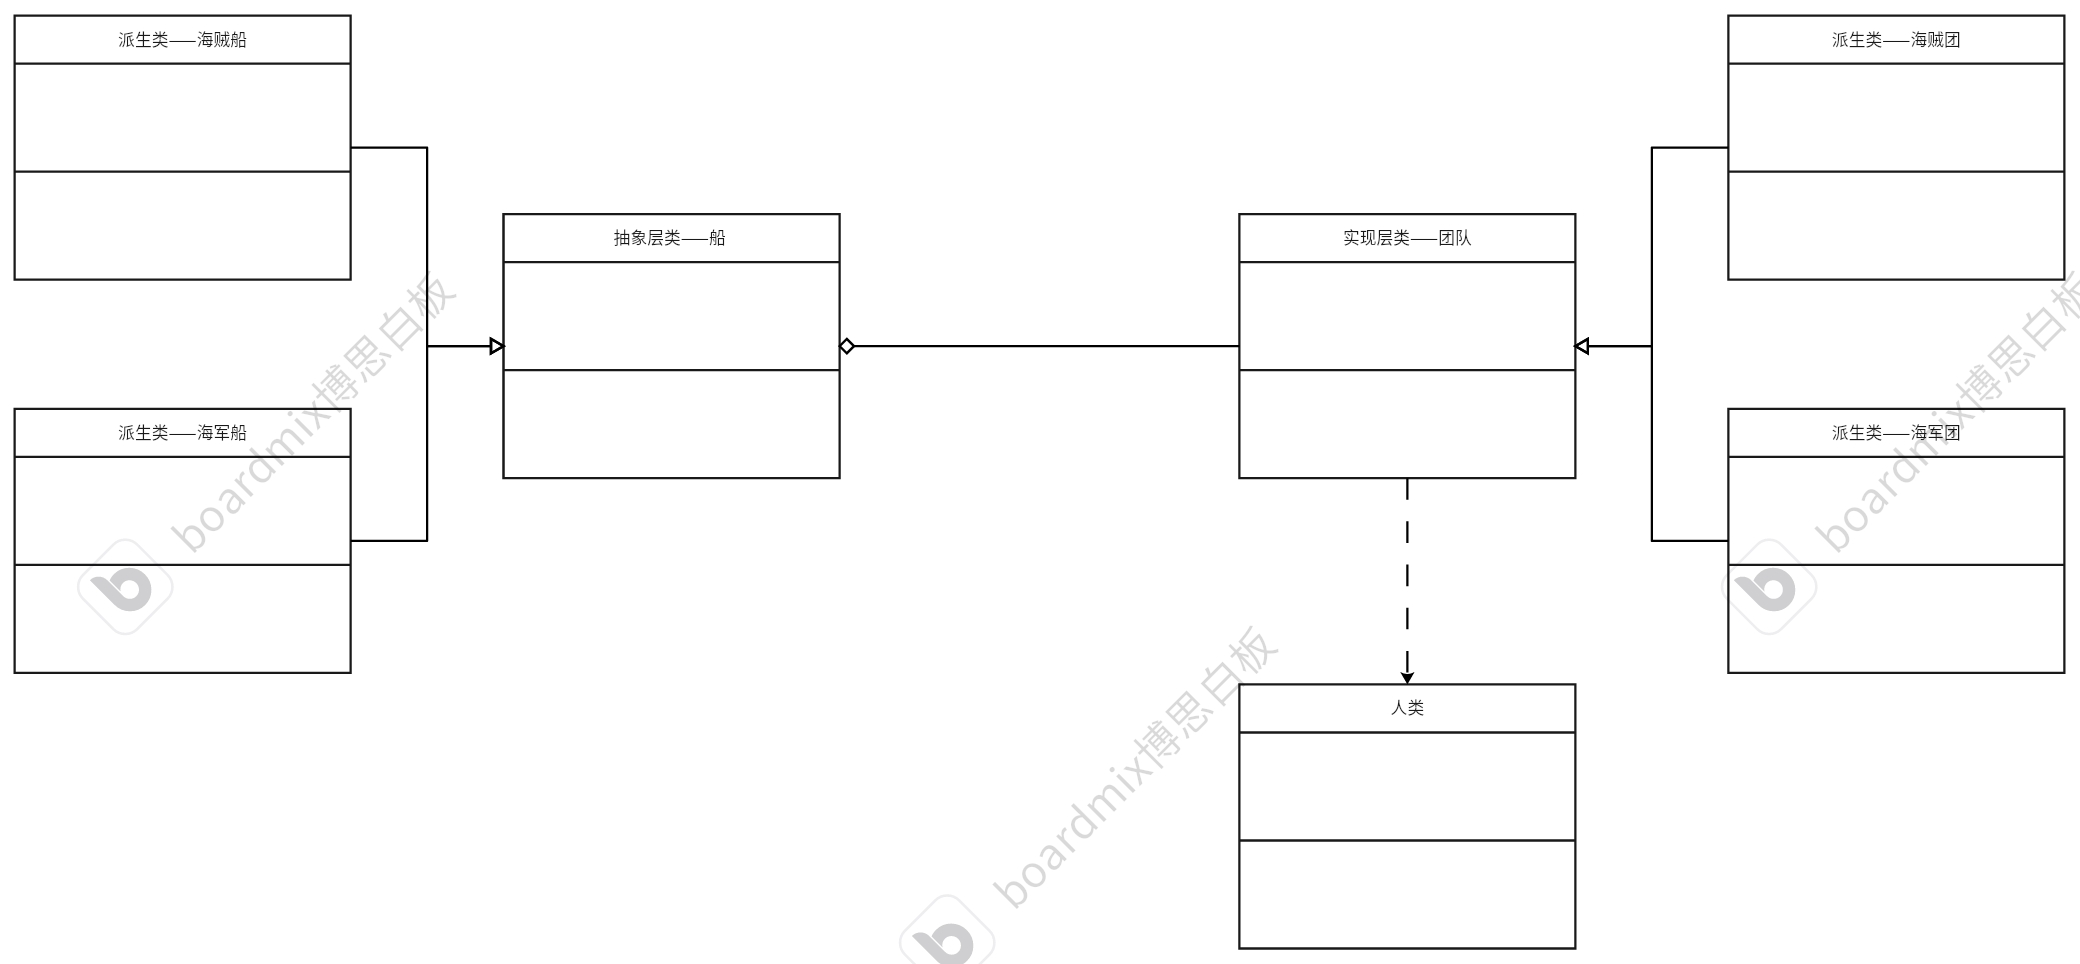 派生类——海贼船
派生类——海贼团
抽象层类——船
实现层类——团队
派生类——海军船
派生类——海军团
人类
boardmix博思白板
boardmix博思白板
boardmix博思白板